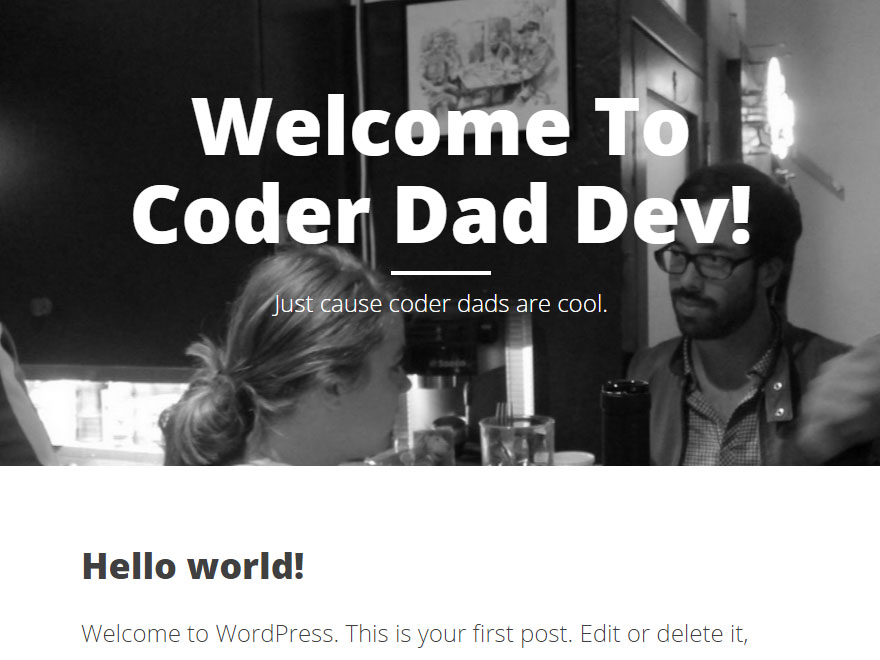 Welcome To
Coder Dad Dev!
Just cause coder dads are cool.
Hello world!
Welcome to WordPress. This is your first post. Edit or delete it,